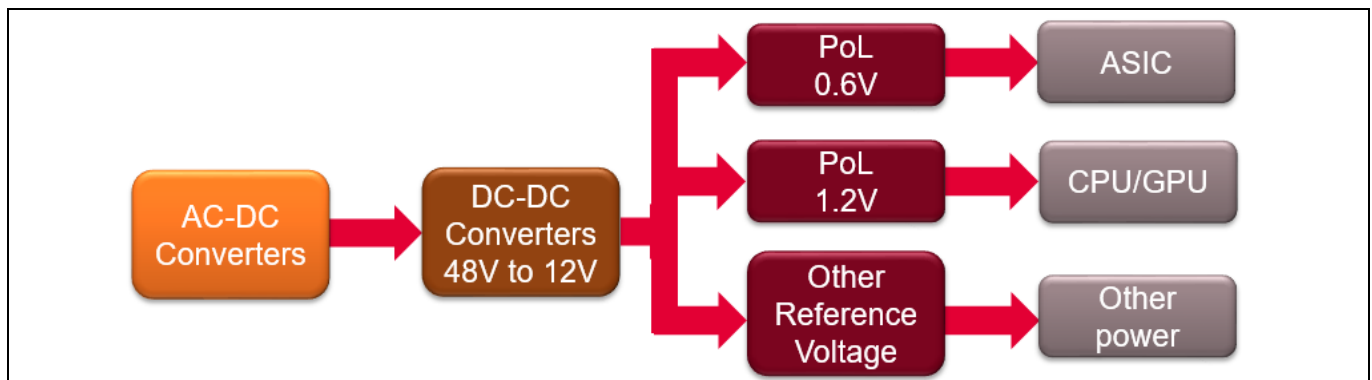 AC-DC
Converters
DC-DC
Converters
48V to 12V
PoL
0.6V
ASIC
PoL
1.2V
CPU/GPU
Other
Reference
Voltage
Other
power